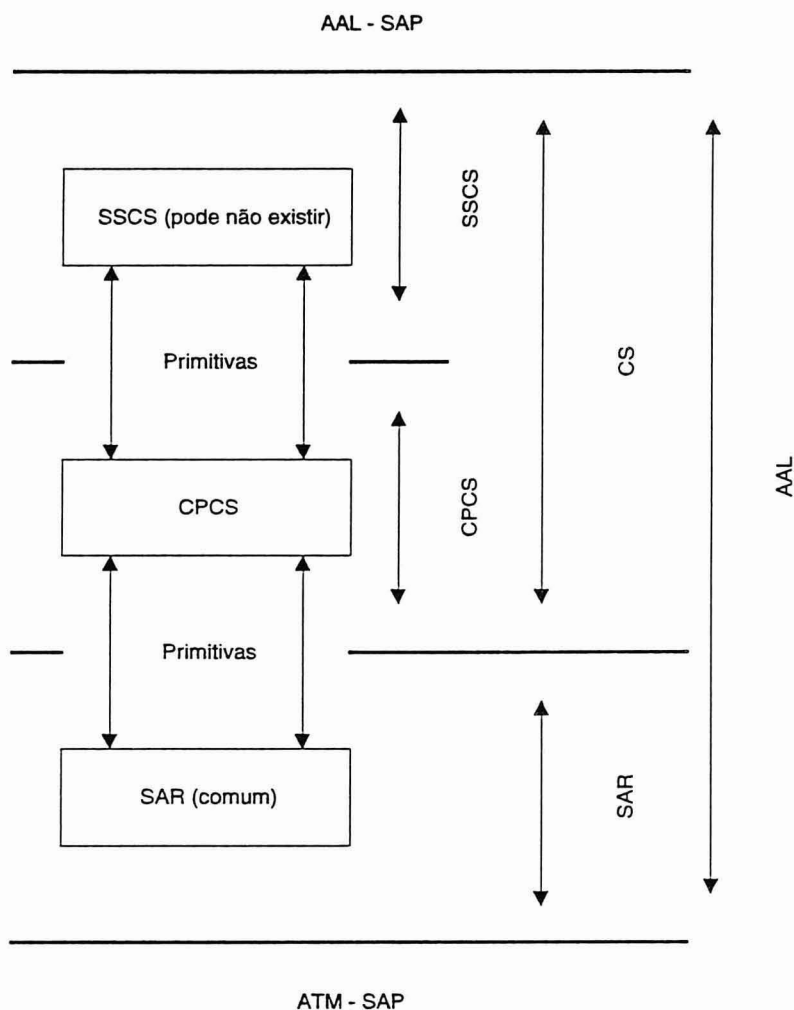 AAL - SAP
SSCS (pode não existir)
SSCS
Primitivas
CS
CPCS
CPCS
AAL
Primitivas
SAR (comum)
SAR
ATM - SAP